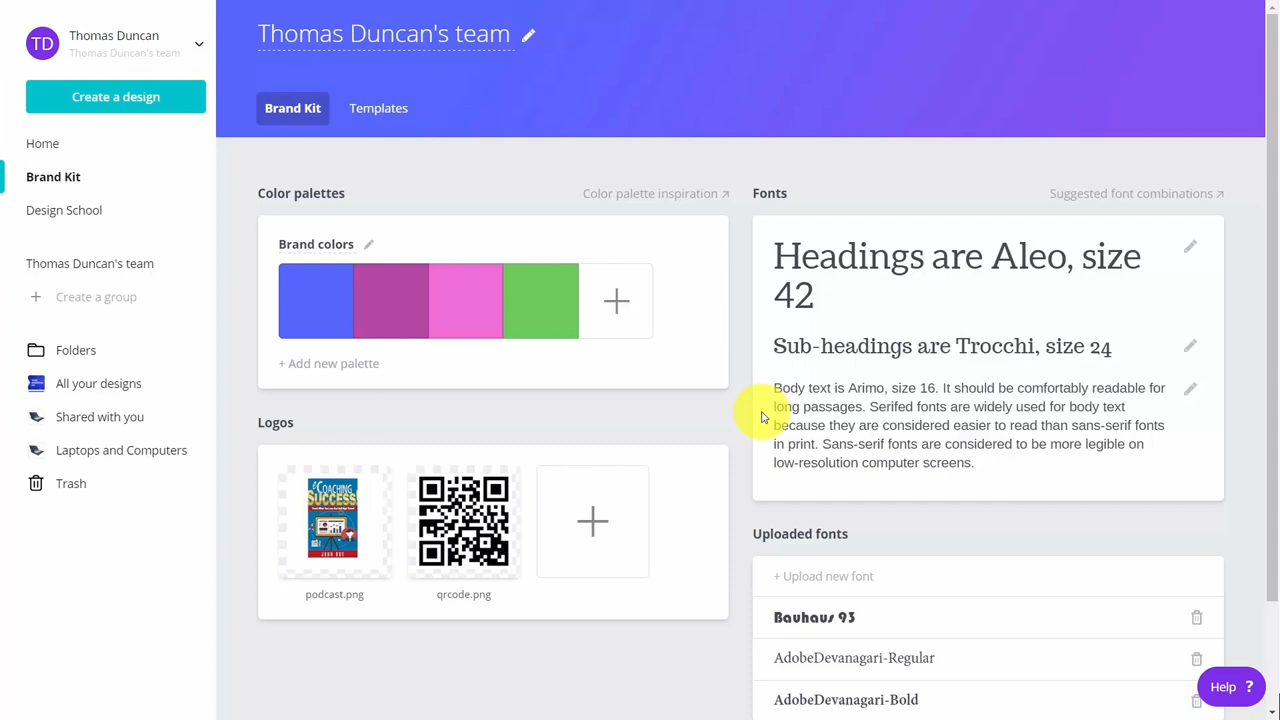 TD
Thomas Duncan
Thomas Duncan's team
Create a design
Home
Brand Kit
Design School
Thomas Duncan's team
Create a group
Folders
All your designs
Shared with you
Laptops and Computers
Trash
Thomas Duncan's team
Brand Kit
Templates
Color palettes
Color palette inspiration
Brand colors
+ Add new palette
Logos
COACHING
SUCCESS
JOHN DOE
podcast.png
qrcode.png
Fonts
Suggested font combinations
Headings are Aleo, size
42
Sub-headings are Trocchi, size 24
Body text is Arimo, size 16. It should be comfortably readable for
long passages. Serifed fonts are widely used for body text
because they are considered easier to read than sans-serif fonts
in print. Sans-serif fonts are considered to be more legible on
low-resolution computer screens.
Uploaded fonts
+ Upload new font
Bauhaus 93
AdobeDevanagari-Regular
AdobeDevanagari-Bold
Help ?